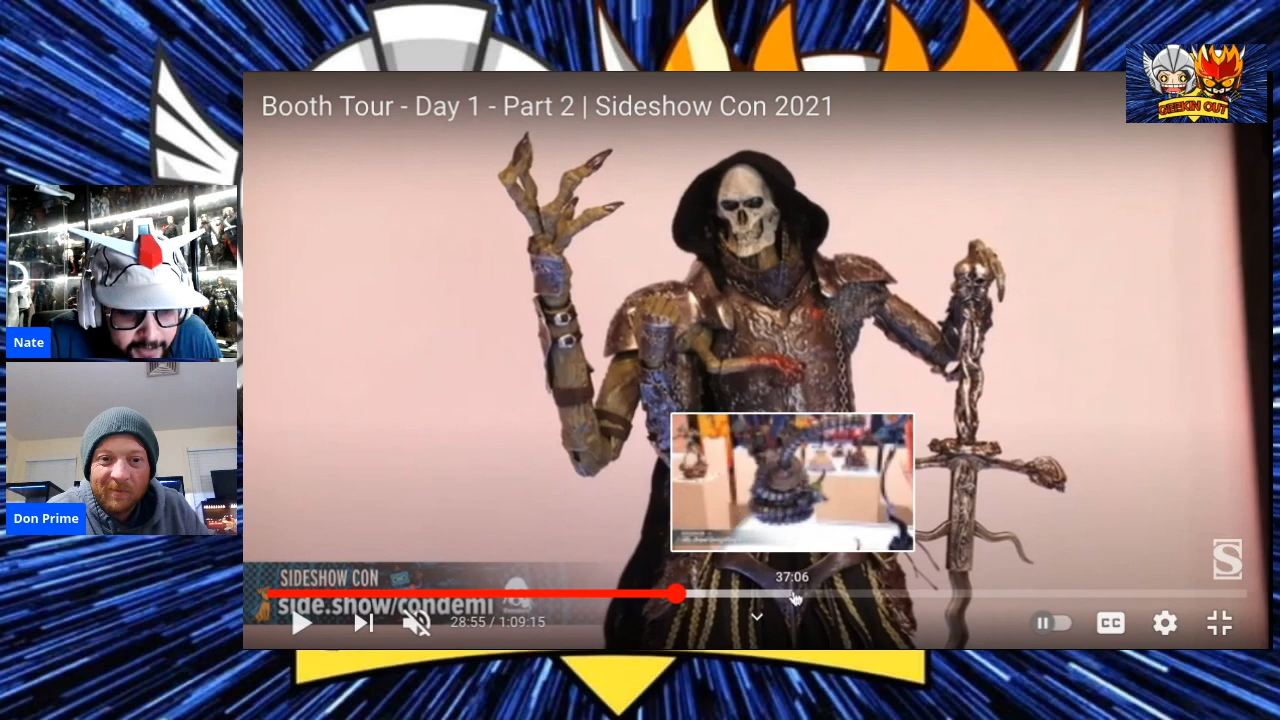 Booth Tour - Day 1 - Part 2 | Sideshow Con 2021
GEEKIN OUT
Nate
Don Prime
37:06
SIDESHOW CON
side.show/condemi
28:55 / 1:09:15
CC
S